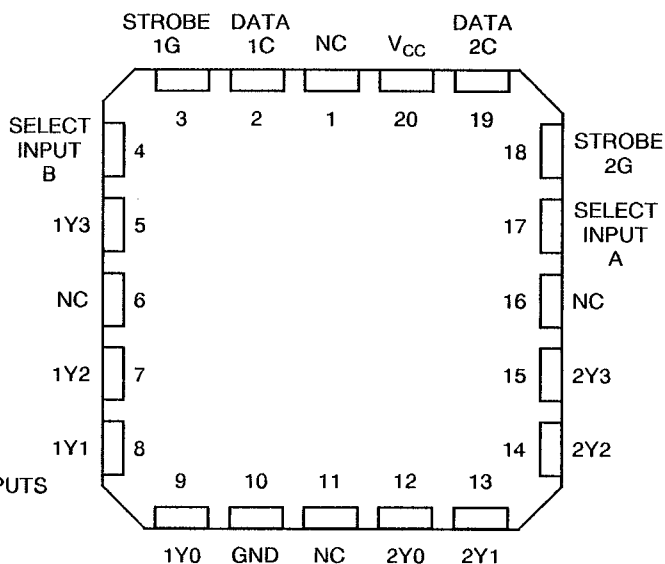 STROBE 1G
DATA 1C
NC
VCC
DATA 2C
3 2 1 20 19
SELECT INPUT B
4
18
STROBE 2G
1Y3
5
17
SELECT INPUT A
NC
6
16
NC
1Y2
7
15
2Y3
1Y1
8
14
2Y2
PUTS
9 10 11 12 13
1Y0 GND NC 2Y0 2Y1